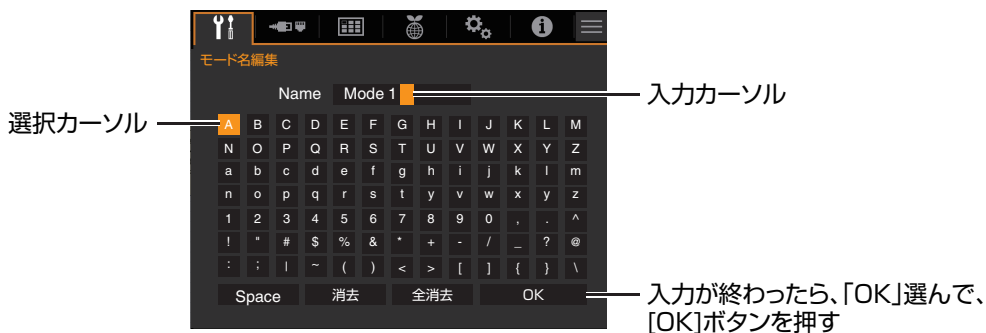 モード名編集
Name Mode 1
入力カーソル
選択カーソル
A B C D E F G H I J K L M
N O P Q R S T U V W X Y Z
a b c d e f g h i j k l m
n o p q r s t y v w x y z
1 2 3 4 5 6 7 8 9 0 , . ^
! " # $ % & * + - / _ ? @
: ; | ~ ( ) < > [ ] { } \
Space 消去 全消去 OK
入力が終わったら、「OK」選んで、
[OK]ボタンを押す